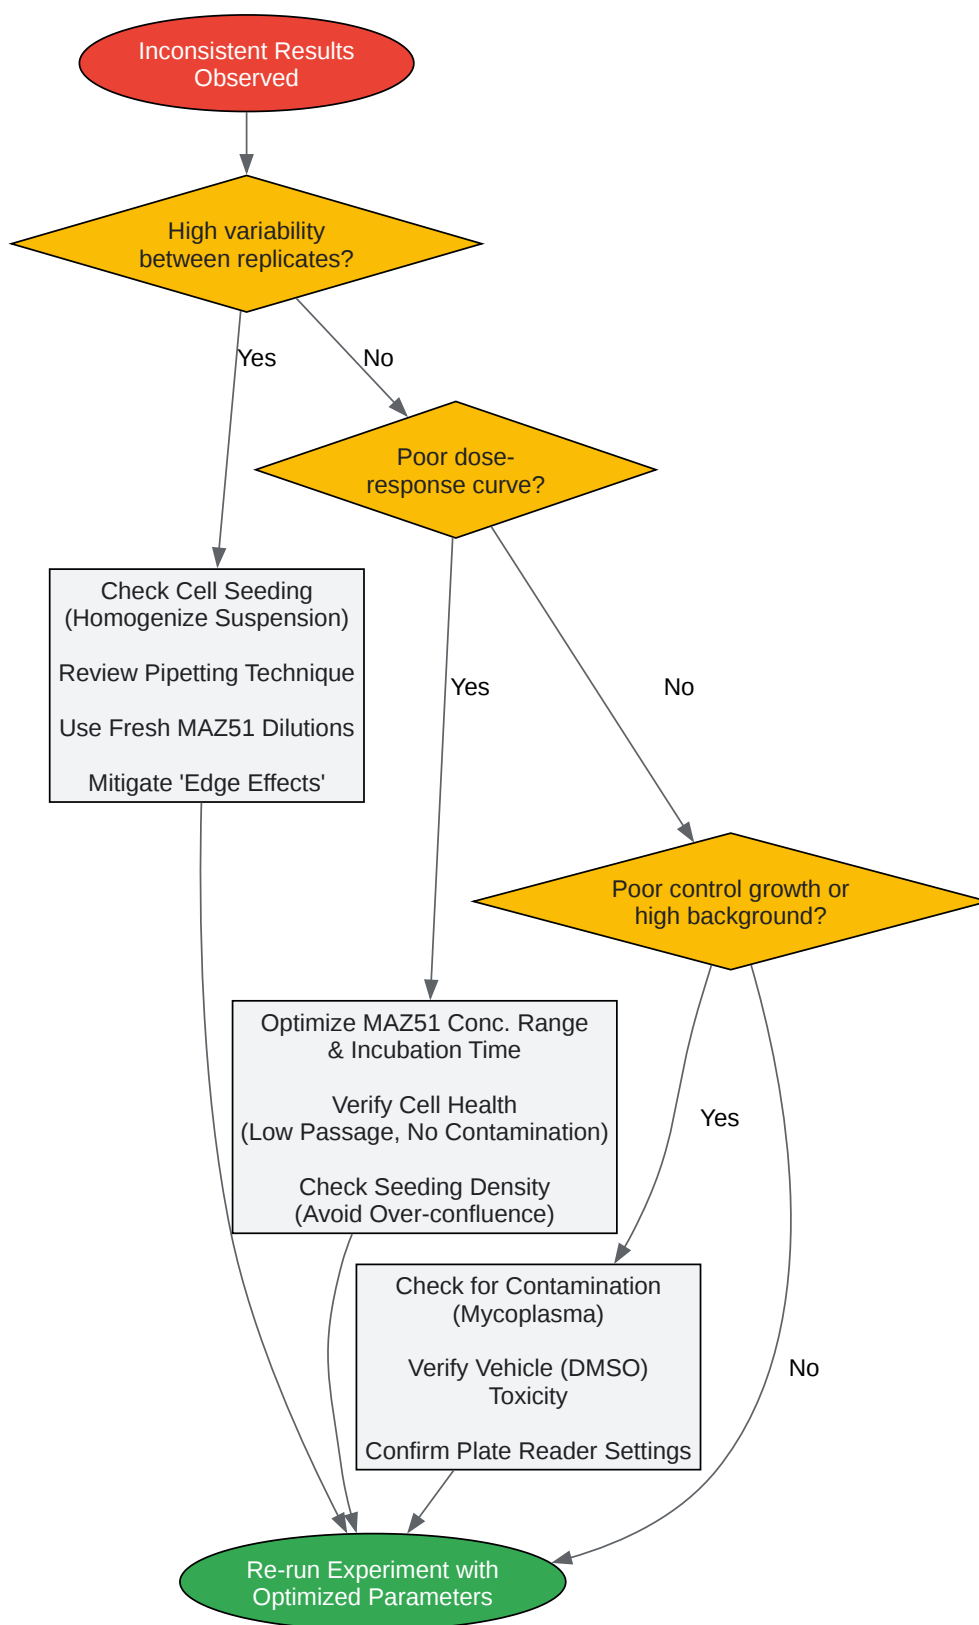 Inconsistent Results
Observed
High variability
between replicates?
Yes
No
Poor dose-
response curve?
Check Cell Seeding
(Homogenize Suspension)
Review Pipetting Technique
Use Fresh MAZ51 Dilutions
Mitigate 'Edge Effects'
Yes
No
Poor control growth or
high background?
Optimize MAZ51 Conc. Range
& Incubation Time
Verify Cell Health
(Low Passage, No Contamination)
Check Seeding Density
(Avoid Over-confluence)
Yes
No
Check for Contamination
(Mycoplasma)
Verify Vehicle (DMSO)
Toxicity
Confirm Plate Reader Settings
Re-run Experiment with
Optimized Parameters